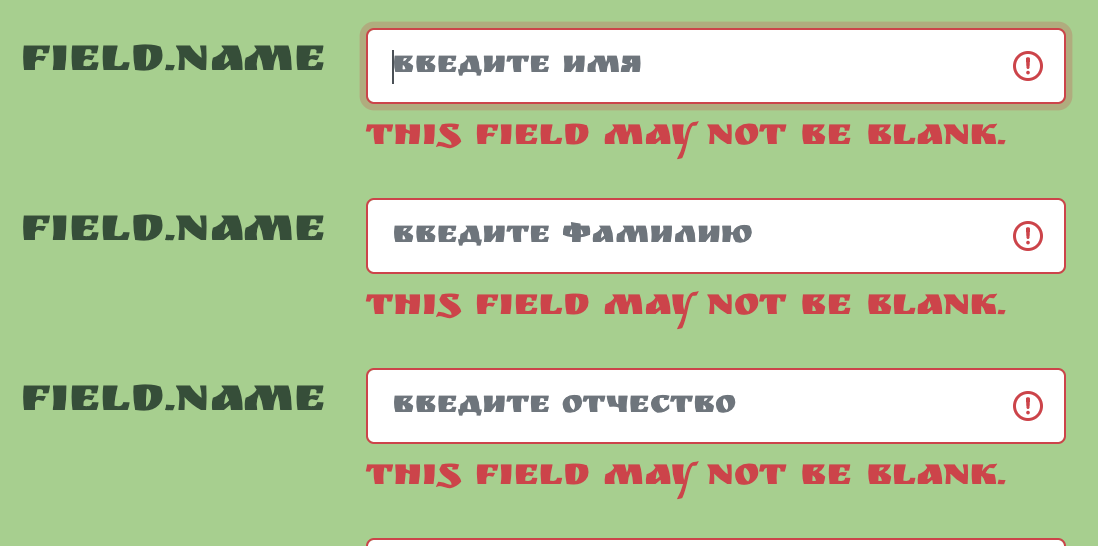 FIELD.NAME
ВВЕДИТЕ ИМЯ
THIS FIELD MAY NOT BE BLANK.
FIELD.NAME
ВВЕДИТЕ ФАМИЛИЮ
THIS FIELD MAY NOT BE BLANK.
FIELD.NAME
ВВЕДИТЕ ОТЧЕСТВО
THIS FIELD MAY NOT BE BLANK.